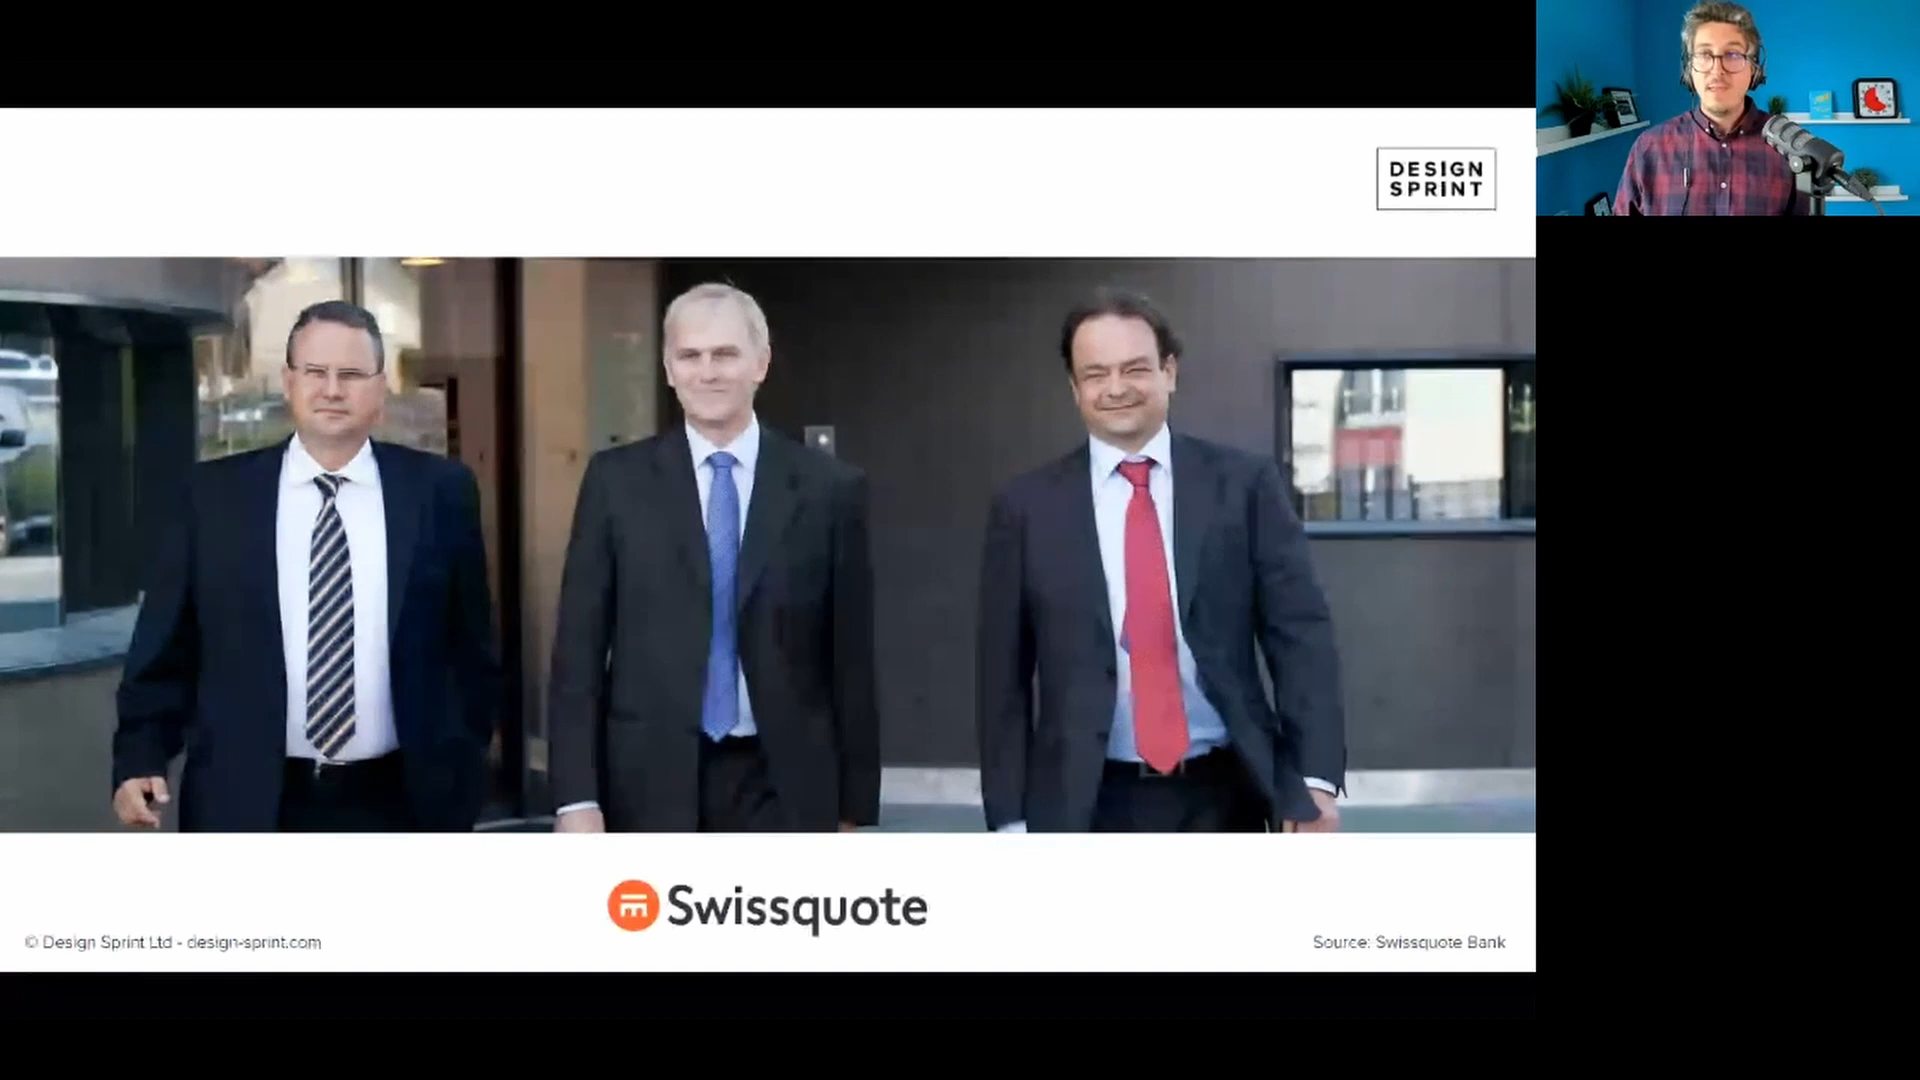 DESIGN
SPRINT
Swissquote
© Design Sprint Ltd - design-sprint.com
Source: Swissquote Bank